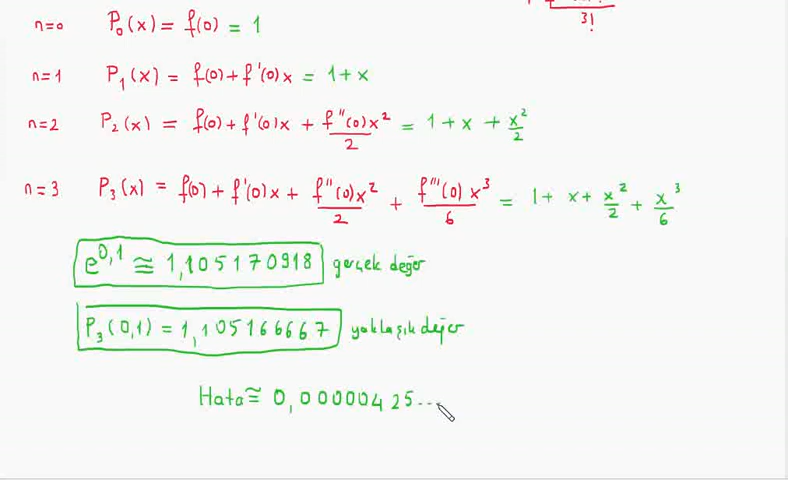 3!
n=0 P₀(x) = f(0) = 1
n=1 P₁(x) = f(0)+f'(0)x = 1+x
n=2 P₂(x) = f(0)+f'(0)x + f''(0)x²/2 = 1+x+x²/2
n=3 P₃(x) = f(0)+f'(0)x + f''(0)x²/2 + f'''(0)x³/6 = 1+x+x²/2+x³/6
e^0,1 ≅ 1,105170918 gerçek değer
P₃(0,1) = 1,105166667 yaklaşık değer
Hata ≅ 0,00000425...